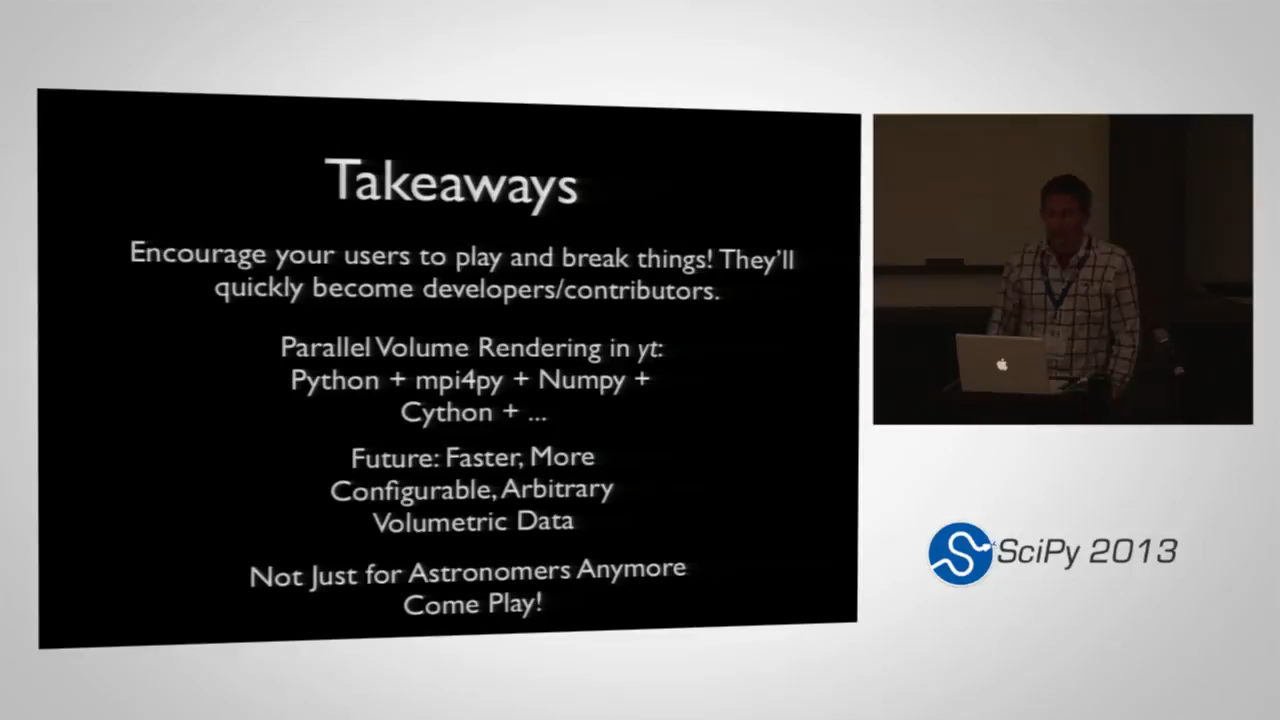 Takeaways
Encourage your users to play and break things! They'll
quickly become developers/contributors.
Parallel Volume Rendering in yt:
Python + mpi4py + Numpy +
Cython + ...
Future: Faster, More
Configurable, Arbitrary
Volumetric Data
Not Just for Astronomers Anymore
Come Play!
SciPy 2013